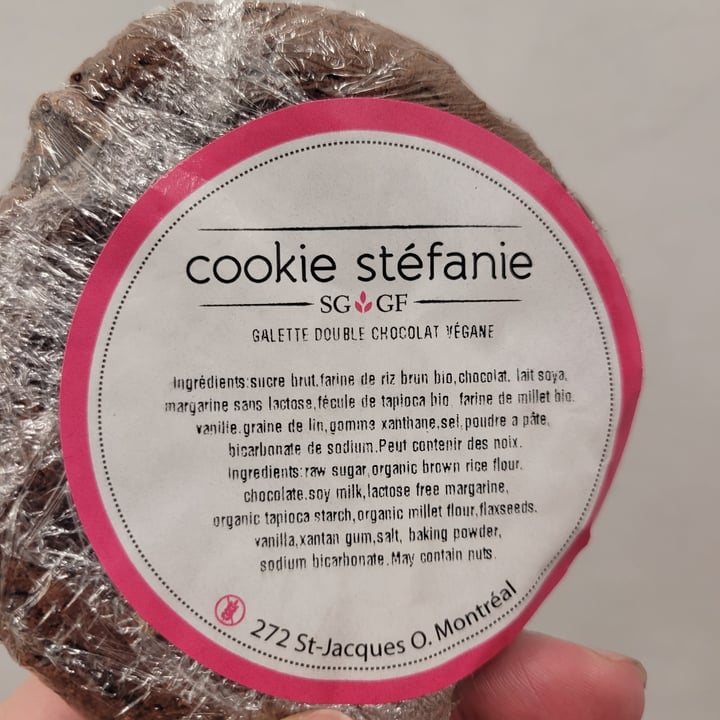 cookie stéfanie
SG GF
GALETTE DOUBLE CHOCOLAT VÉGANE
Ingrédients:sucre brut,farine de riz brun bio,chocolat, lait soya,
margarine sans lactose,fécule de tapioca bio, farine de millet bio,
vanille,graine de lin,gomme xanthane,sel,poudre a pâte,
bicarbonate de sodium.Peut contenir des noix.
Ingredients:raw sugar,organic brown rice flour,
chocolate,soy milk,lactose free margarine,
organic tapioca starch,organic millet flour,flaxseeds,
vanilla,xantan gum,salt, baking powder,
sodium bicarbonate.May contain nuts.
272 St-Jacques O. Montréal